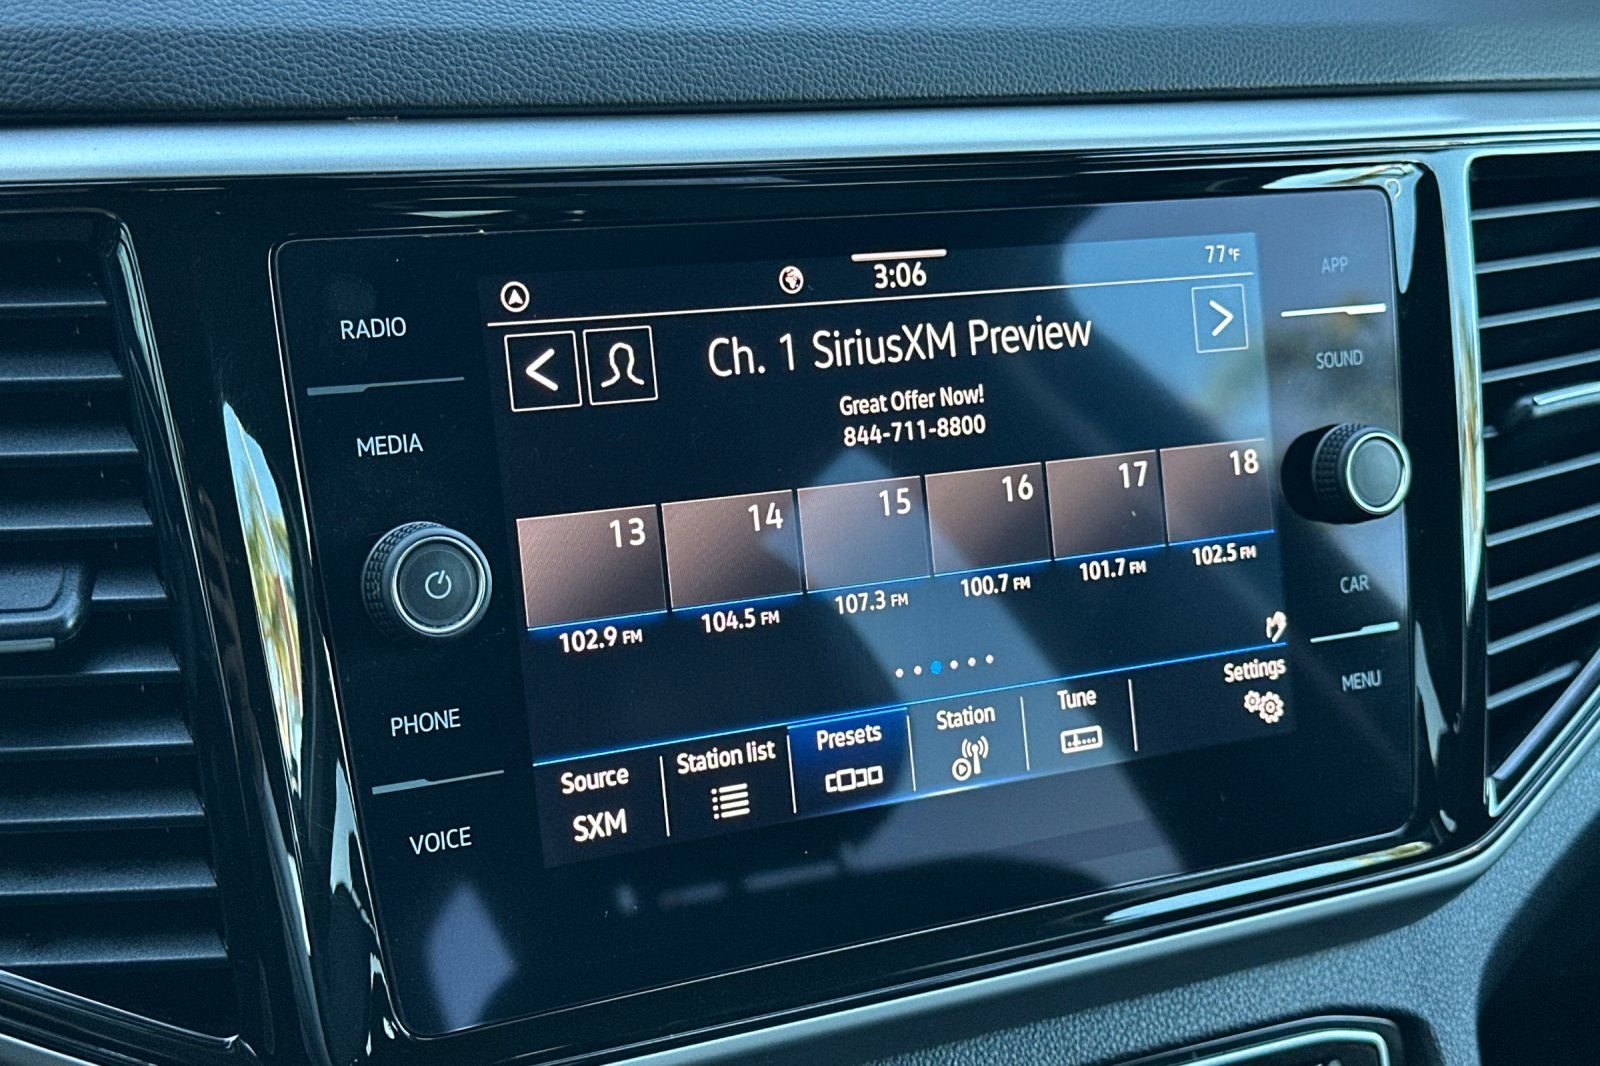 RADIO
MEDIA
PHONE
VOICE
3:06
77°F
Ch. 1 SiriusXM Preview
Great Offer Now!
844-711-8800
13 14 15 16 17 18
102.9 FM 104.5 FM 107.3 FM 100.7 FM 101.7 FM 102.5 FM
Source
SXM
Station list
Presets
Station
Tune
Settings
APP
SOUND
CAR
MENU